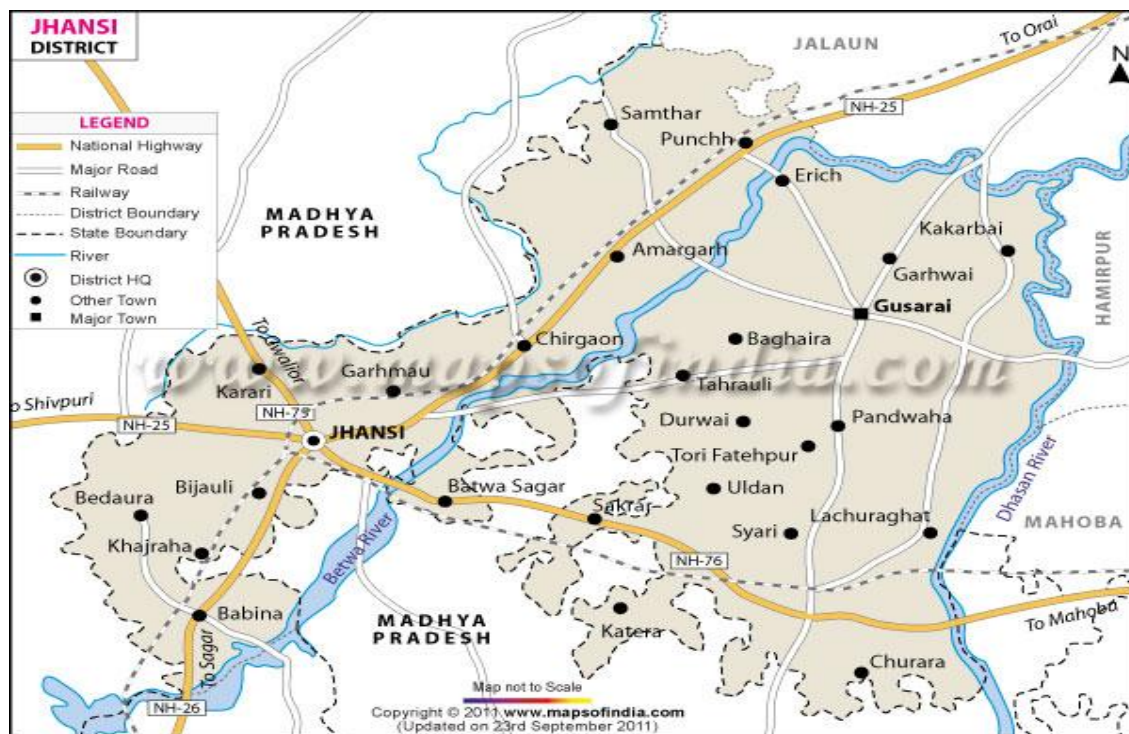 JHANSI
DISTRICT
JALAUN
To Orai
N
NH-25
LEGEND
National Highway
Major Road
Railway
District Boundary
State Boundary
River
District HQ
Other Town
Major Town
Samthar
Punchh
Erich
MADHYA
PRADESH
Kakarbai
Amargarh
Garhwai
HAMIRPUR
Gusarai
To Gwalior
Chirgaon
Baghaira
www.mapsofindia.com
Karari
Garhmau
Tahrauli
To Shivpuri
NH-75
NH-25
JHANSI
Durwai
Pandwaha
Tori Fatehpur
Bedaura
Bijauli
Batwa Sagar
Uldan
Dhasan River
Sakrar
MAHOBA
Khajraha
Betwa River
Syari
Lachuraghat
NH-76
Babina
MADHYA
PRADESH
Katera
To Mahoba
To Sagar
Churara
NH-26
Map not to Scale
Copyright © 2011 www.mapsofindia.com
(Updated on 23rd September 2011)